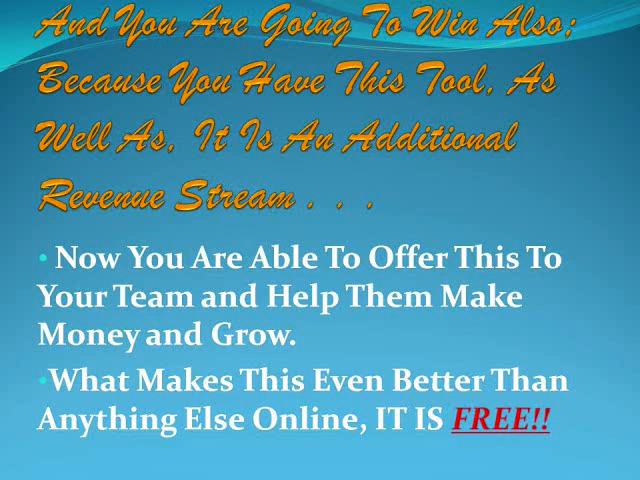 And You Are Going To Win Also;
Because You Have This Tool, As
Well As, It Is An Additional
Revenue Stream . . .
• Now You Are Able To Offer This To
Your Team and Help Them Make
Money and Grow.
•What Makes This Even Better Than
Anything Else Online, IT IS FREE!!